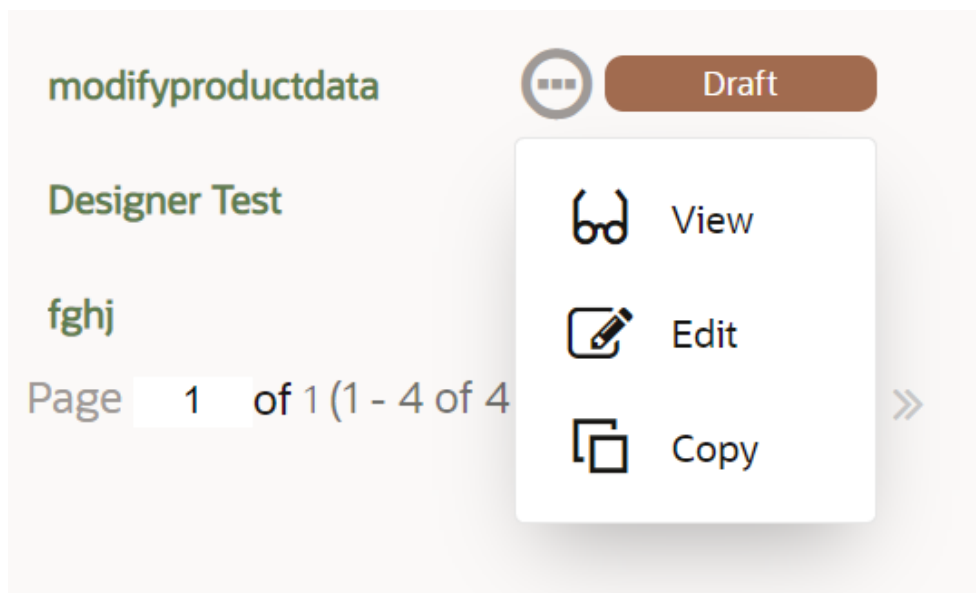 modifyproductdata Draft
Designer Test
View
fghj
Edit
Page 1 of 1 (1 - 4 of 4
Copy